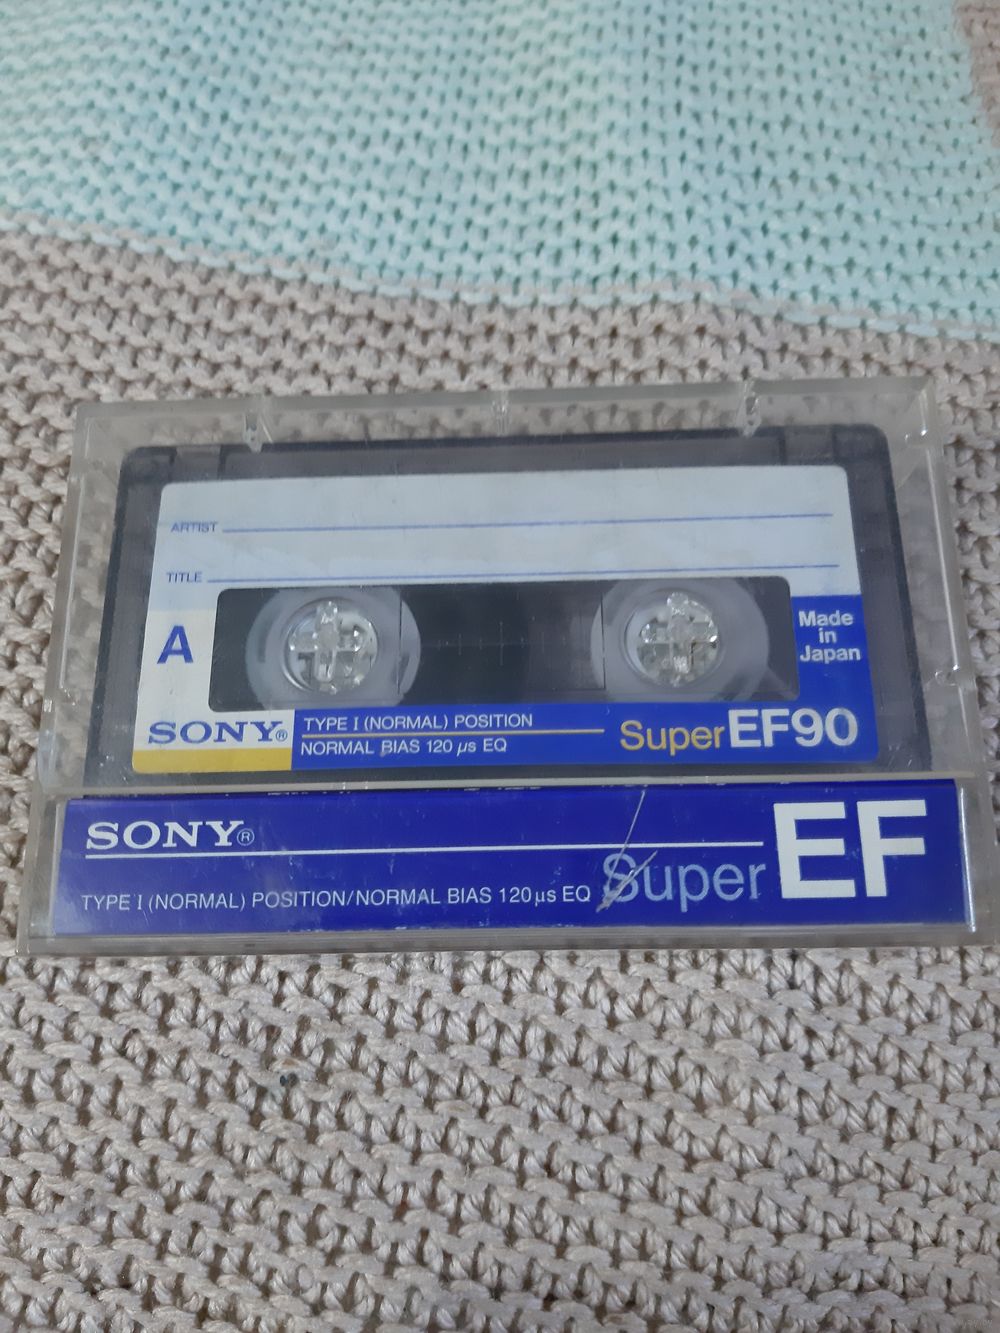 ARTIST
TITLE
A
Made
in
Japan
SONY®
TYPE I (NORMAL) POSITION
NORMAL BIAS 120 µs EQ
Super EF90
SONY®
TYPE I (NORMAL) POSITION/NORMAL BIAS 120 µs EQ
Super EF